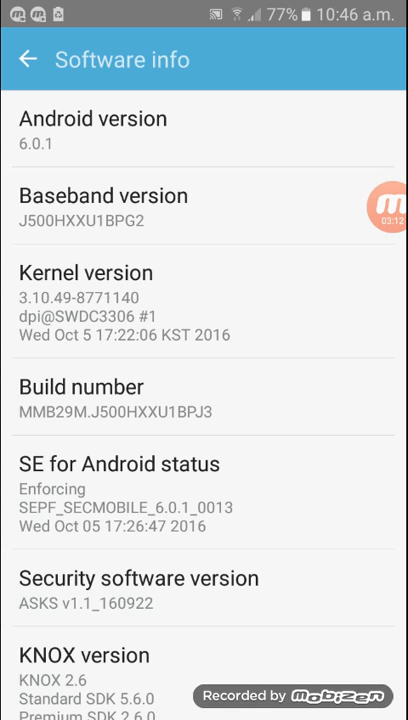 77% 10:46 a.m.
Software info
Android version
6.0.1
Baseband version
J500HXXU1BPG2
03:12
Kernel version
3.10.49-8771140
dpi@SWDC3306 #1
Wed Oct 5 17:22:06 KST 2016
Build number
MMB29M.J500HXXU1BPJ3
SE for Android status
Enforcing
SEPF_SECMOBILE_6.0.1_0013
Wed Oct 05 17:26:47 2016
Security software version
ASKS v1.1_160922
KNOX version
KNOX 2.6
Standard SDK 5.6.0
Premium SDK 2.6.0
Recorded by mobizen